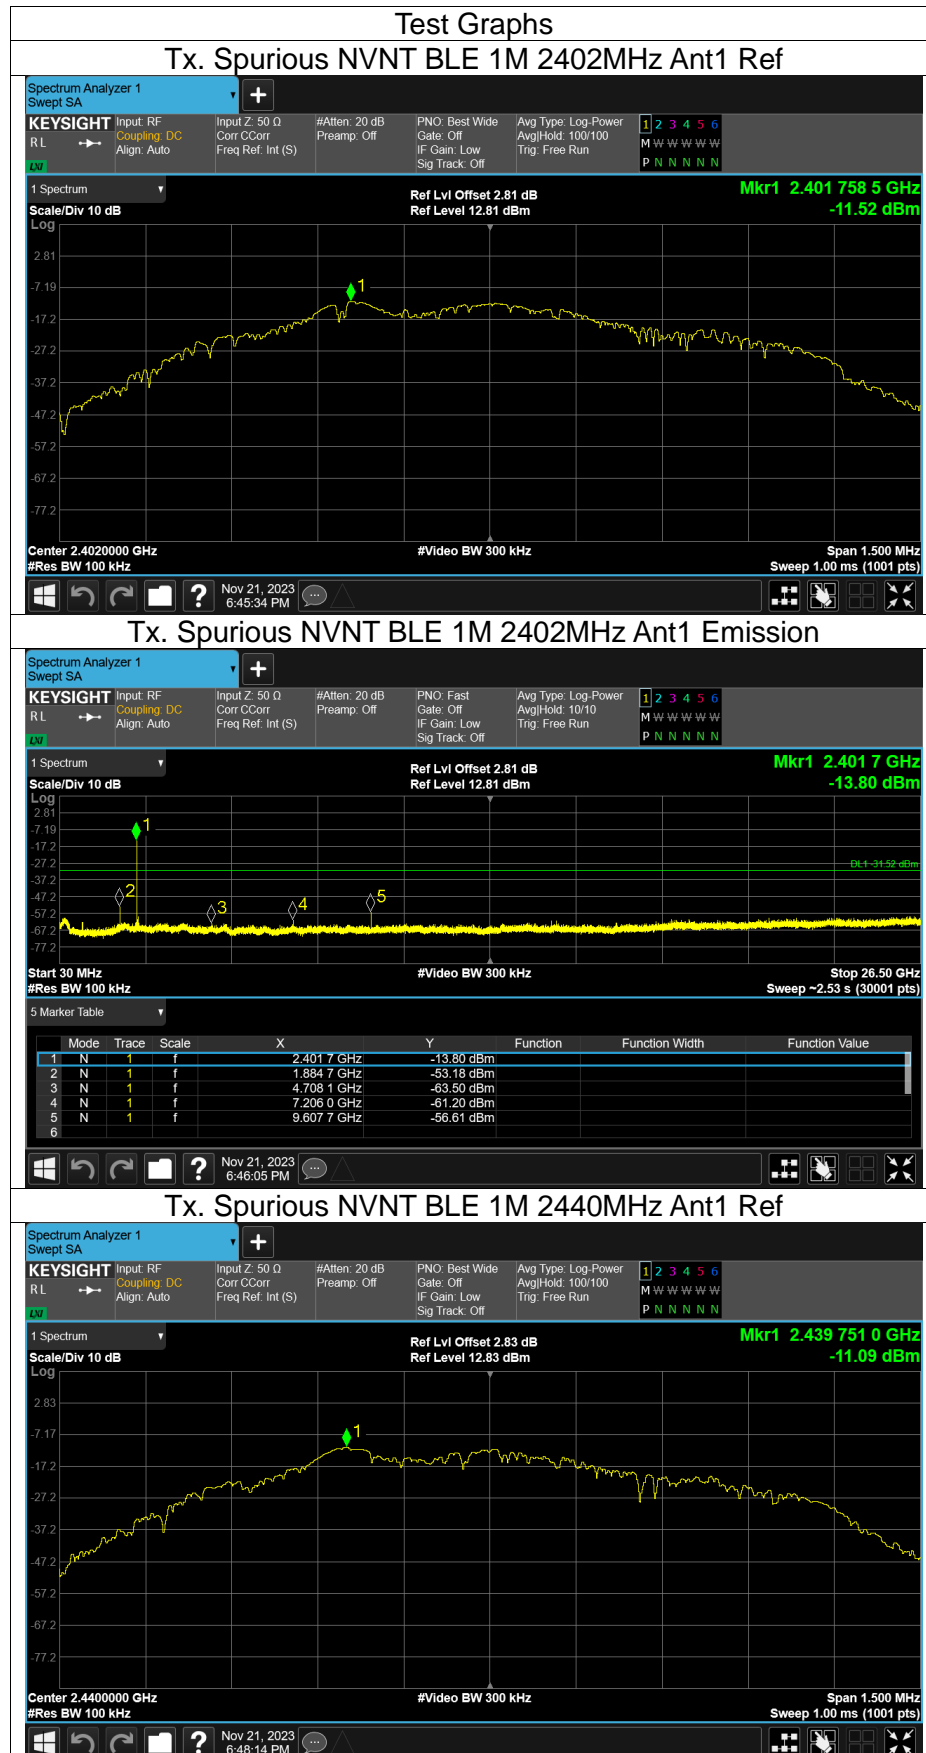 Test Graphs
Tx. Spurious NVNT BLE 1M 2402MHz Ant1 Ref
Spectrum Analyzer 1
Swept SA
+
KEYSIGHT Input: RF Input Z: 50 Ω #Atten: 20 dB PNO: Best Wide Avg Type: Log-Power 1 2 3 4 5 6
RL Coupling: DC Corr CCorr Preamp: Off Gate: Off Avg|Hold: 100/100 M W W W W W
Align: Auto Freq Ref: Int (S) IF Gain: Low Trig: Free Run
LXI Sig Track: Off P N N N N N
1 Spectrum Ref Lvl Offset 2.81 dB Mkr1 2.401 758 5 GHz
Scale/Div 10 dB Ref Level 12.81 dBm -11.52 dBm
Log
2.81
-7.19
1
-17.2
-27.2
-37.2
-47.2
-57.2
-67.2
-77.2
Center 2.4020000 GHz #Video BW 300 kHz Span 1.500 MHz
#Res BW 100 kHz Sweep 1.00 ms (1001 pts)
? Nov 21, 2023
6:45:34 PM
Tx. Spurious NVNT BLE 1M 2402MHz Ant1 Emission
Spectrum Analyzer 1
Swept SA
+
KEYSIGHT Input: RF Input Z: 50 Ω #Atten: 20 dB PNO: Fast Avg Type: Log-Power 1 2 3 4 5 6
RL Coupling: DC Corr CCorr Preamp: Off Gate: Off Avg|Hold: 10/10 M W W W W W
Align: Auto Freq Ref: Int (S) IF Gain: Low Trig: Free Run
LXI Sig Track: Off P N N N N N
1 Spectrum Ref Lvl Offset 2.81 dB Mkr1 2.401 7 GHz
Scale/Div 10 dB Ref Level 12.81 dBm -13.80 dBm
Log
2.81
-7.19
1
-17.2
-27.2
DL1 -31.52 dBm
-37.2
-47.2
2 3 4 5
-57.2
-67.2
-77.2
Start 30 MHz #Video BW 300 kHz Stop 26.50 GHz
#Res BW 100 kHz Sweep ~2.53 s (30001 pts)
5 Marker Table
Mode Trace Scale X Y Function Function Width Function Value
1 N 1 f 2.401 7 GHz -13.80 dBm
2 N 1 f 1.884 7 GHz -53.18 dBm
3 N 1 f 4.708 1 GHz -63.50 dBm
4 N 1 f 7.206 0 GHz -61.20 dBm
5 N 1 f 9.607 7 GHz -56.61 dBm
6
? Nov 21, 2023
6:46:05 PM
Tx. Spurious NVNT BLE 1M 2440MHz Ant1 Ref
Spectrum Analyzer 1
Swept SA
+
KEYSIGHT Input: RF Input Z: 50 Ω #Atten: 20 dB PNO: Best Wide Avg Type: Log-Power 1 2 3 4 5 6
RL Coupling: DC Corr CCorr Preamp: Off Gate: Off Avg|Hold: 100/100 M W W W W W
Align: Auto Freq Ref: Int (S) IF Gain: Low Trig: Free Run
LXI Sig Track: Off P N N N N N
1 Spectrum Ref Lvl Offset 2.83 dB Mkr1 2.439 751 0 GHz
Scale/Div 10 dB Ref Level 12.83 dBm -11.09 dBm
Log
2.83
-7.17
1
-17.2
-27.2
-37.2
-47.2
-57.2
-67.2
-77.2
Center 2.4400000 GHz #Video BW 300 kHz Span 1.500 MHz
#Res BW 100 kHz Sweep 1.00 ms (1001 pts)
? Nov 21, 2023
6:48:14 PM